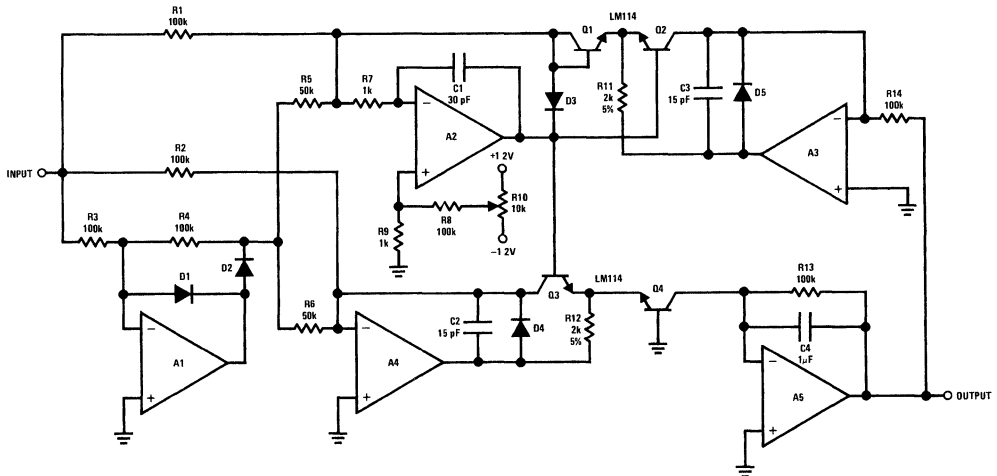 R1
100k
LM114
Q1
Q2
R5
50k
R7
1k
C1
30 pF
D3
R11
2k
5%
C3
15 pF
D5
R14
100k
A2
A3
R2
100k
INPUT
+1 2V
R10
10k
-1 2V
R8
100k
R9
1k
R3
100k
R4
100k
D2
D1
LM114
Q3
Q4
R6
50k
C2
15 pF
D4
R12
2k
5%
R13
100k
C4
1μF
A1
A4
A5
OUTPUT